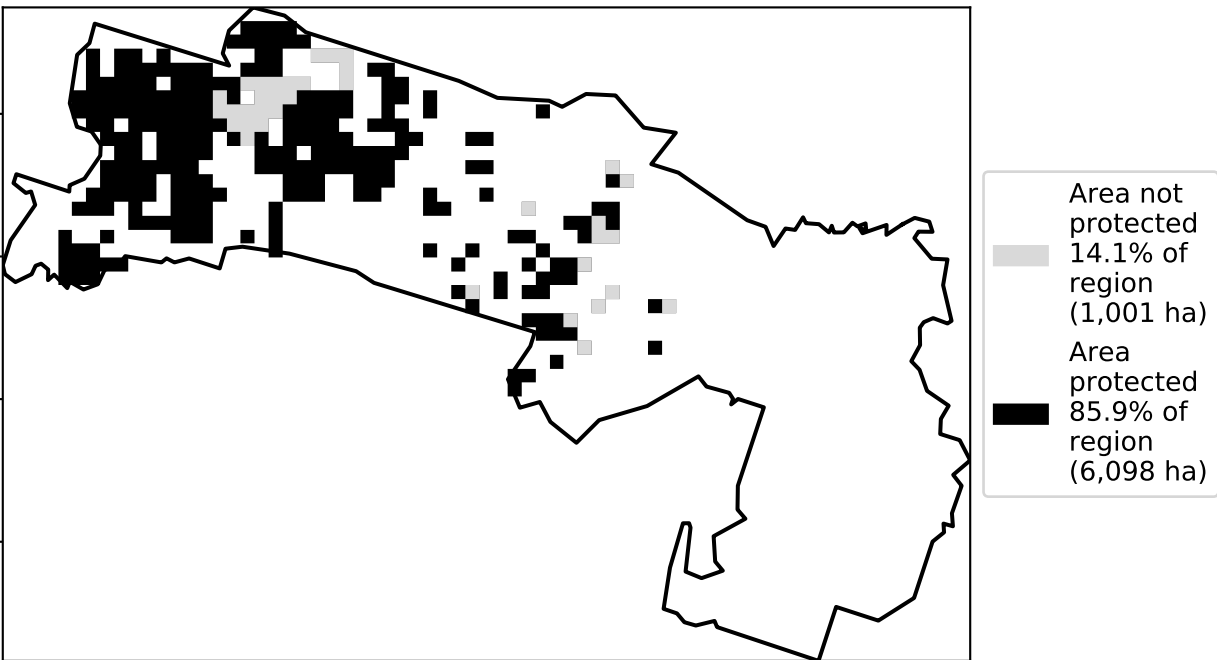 Area not
protected
14.1% of
region
(1,001 ha)
Area
protected
85.9% of
region
(6,098 ha)